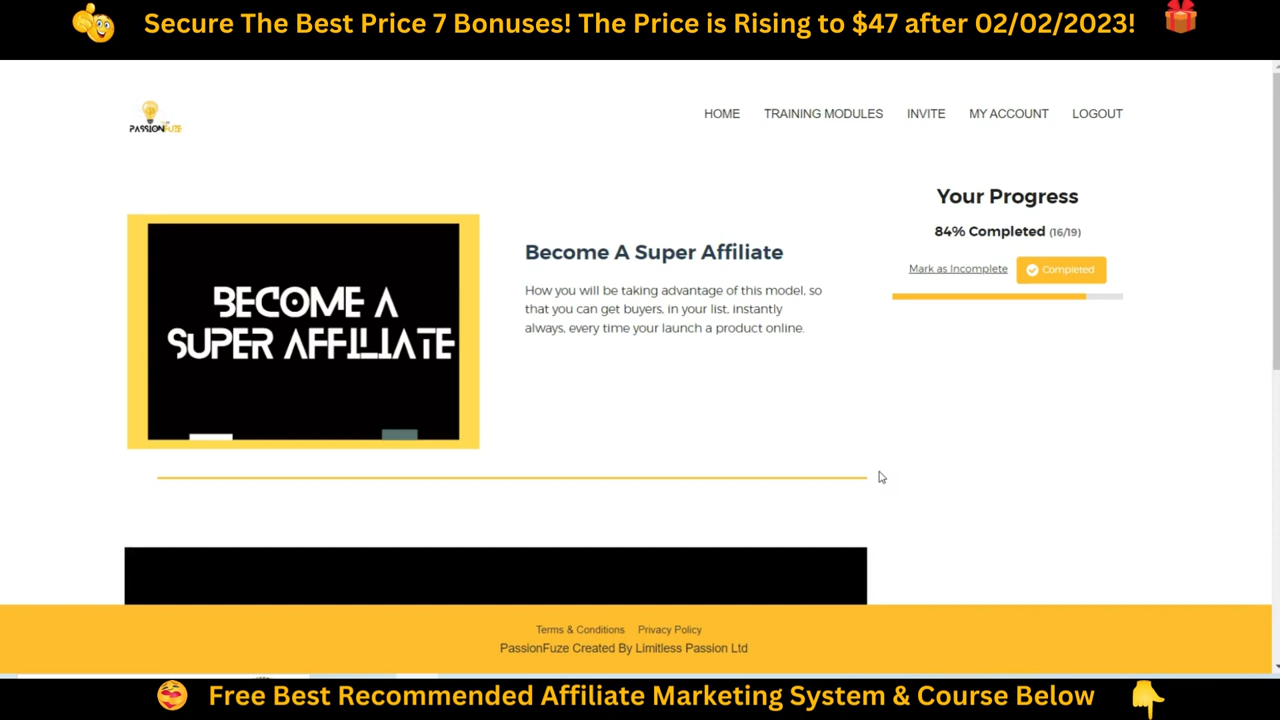 Secure The Best Price 7 Bonuses! The Price is Rising to $47 after 02/02/2023!
PASSIONFUZE
HOME TRAINING MODULES INVITE MY ACCOUNT LOGOUT
Your Progress
84% Completed (16/19)
Mark as Incomplete Completed
BECOME A
SUPER AFFILIATE
Become A Super Affiliate
How you will be taking advantage of this model, so
that you can get buyers, in your list, instantly
always, every time your launch a product online.
Terms & Conditions Privacy Policy
PassionFuze Created By Limitless Passion Ltd
Free Best Recommended Affiliate Marketing System & Course Below